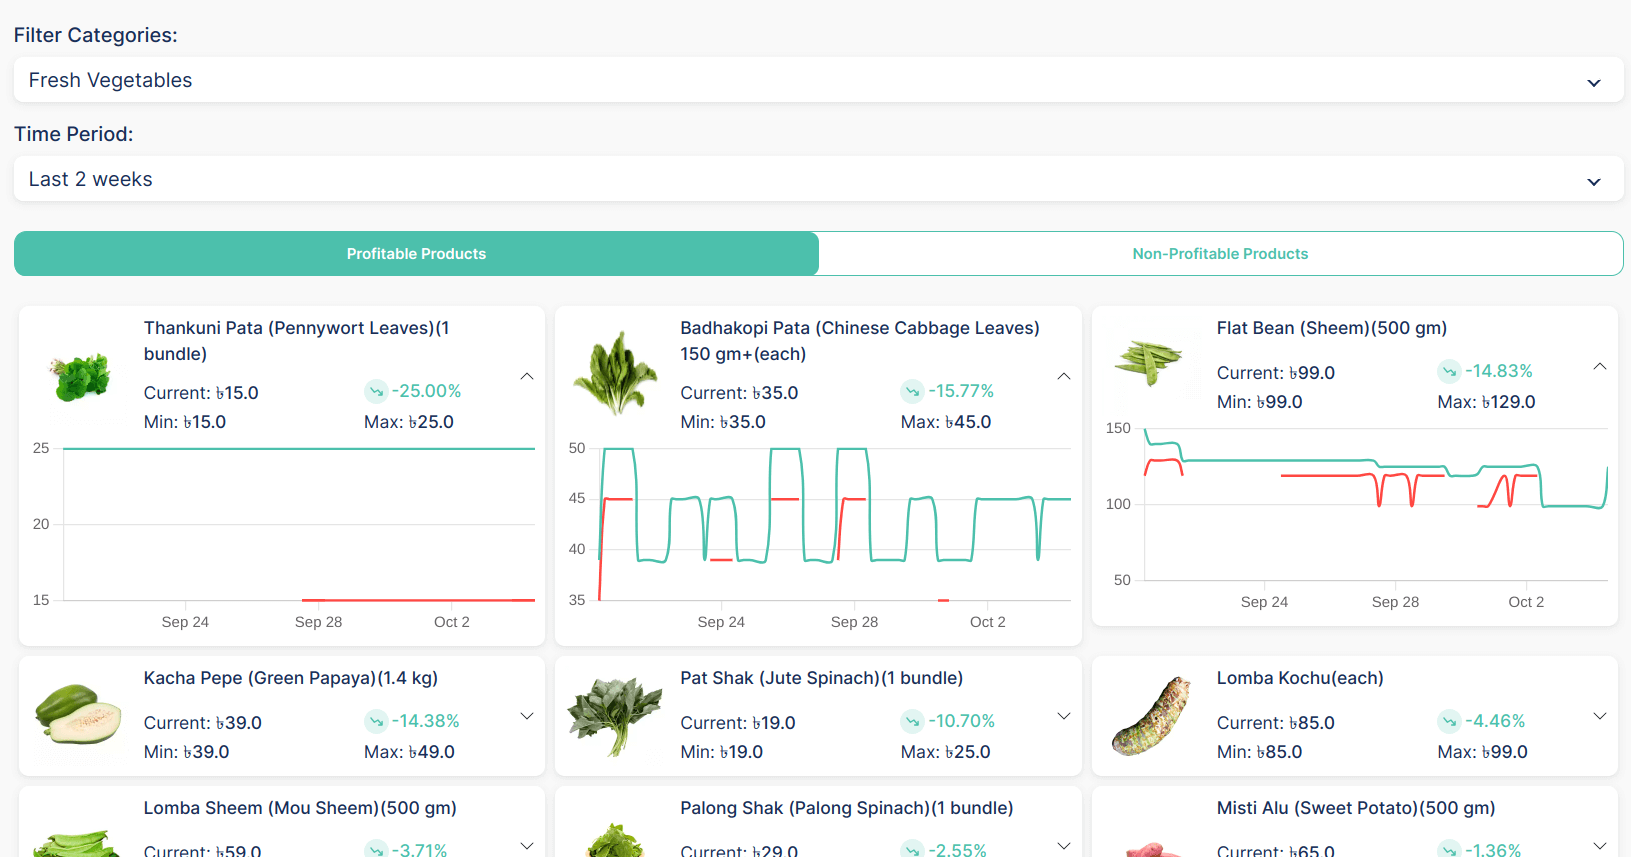 Filter Categories:
Fresh Vegetables
Time Period:
Last 2 weeks
Profitable Products
Non-Profitable Products
Thankuni Pata (Pennywort Leaves)(1
bundle)
Current: ৳15.0
-25.00%
Min: ৳15.0
Max: ৳25.0
25
20
15
Sep 24
Sep 28
Oct 2
Badhakopi Pata (Chinese Cabbage Leaves)
150 gm+(each)
Current: ৳35.0
-15.77%
Min: ৳35.0
Max: ৳45.0
50
45
40
35
Sep 24
Sep 28
Oct 2
Flat Bean (Sheem)(500 gm)
Current: ৳99.0
-14.83%
Min: ৳99.0
Max: ৳129.0
150
100
50
Sep 24
Sep 28
Oct 2
Kacha Pepe (Green Papaya)(1.4 kg)
Current: ৳39.0
-14.38%
Min: ৳39.0
Max: ৳49.0
Pat Shak (Jute Spinach)(1 bundle)
Current: ৳19.0
-10.70%
Min: ৳19.0
Max: ৳25.0
Lomba Kochu(each)
Current: ৳85.0
-4.46%
Min: ৳85.0
Max: ৳99.0
Lomba Sheem (Mou Sheem)(500 gm)
Current: ৳59.0
-3.71%
Palong Shak (Palong Spinach)(1 bundle)
Current: ৳29.0
-2.55%
Misti Alu (Sweet Potato)(500 gm)
Current: ৳65.0
-1.36%